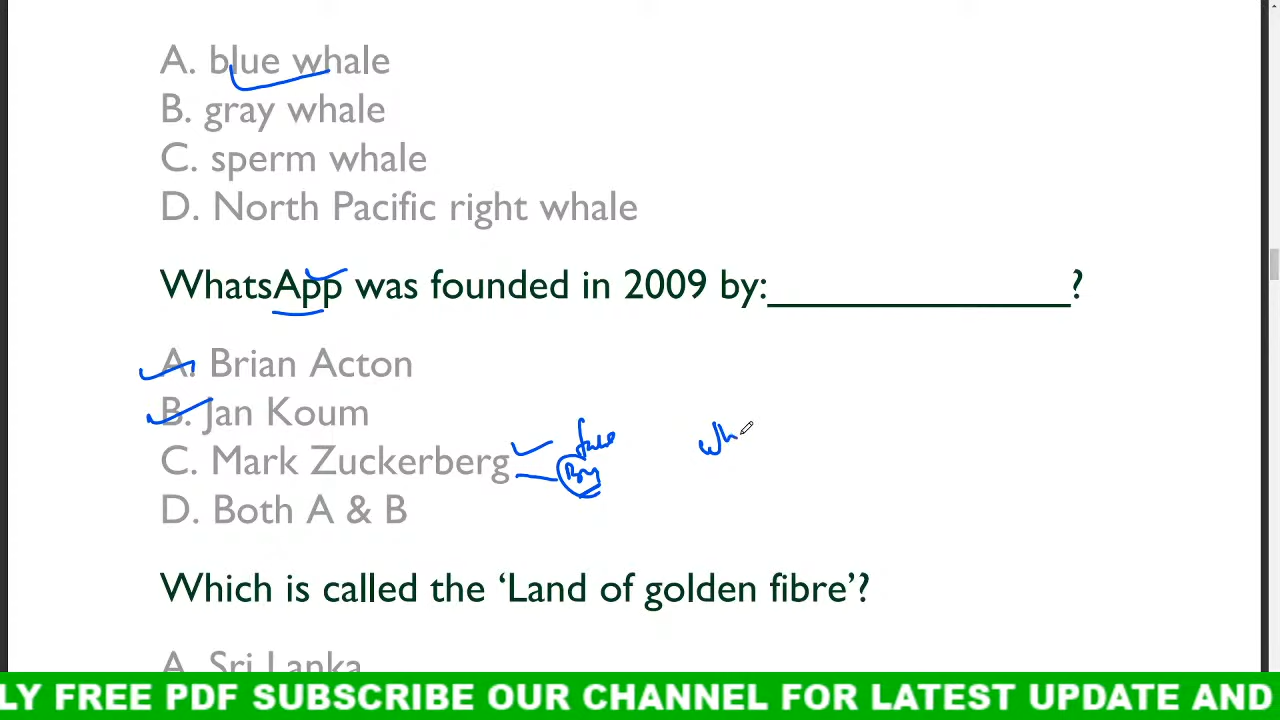 A. blue whale
B. gray whale
C. sperm whale
D. North Pacific right whale
WhatsApp was founded in 2009 by:_______________?
A. Brian Acton
B. Jan Koum
C. Mark Zuckerberg
D. Both A & B
Which is called the ‘Land of golden fibre’?
A. Sri Lanka
LY FREE PDF SUBSCRIBE OUR CHANNEL FOR LATEST UPDATE AND